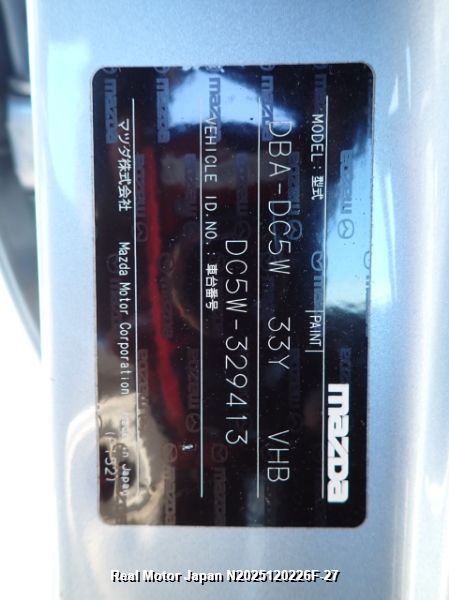 mazda
MODEL：型式 |PAINT|
DBA-DC5W 33Y VHB
VEHICLE ID.NO.：車台番号
DC5W-329413
マツダ株式会社 Mazda Motor Corporation Japan
Real Motor Japan N2025120226F-27